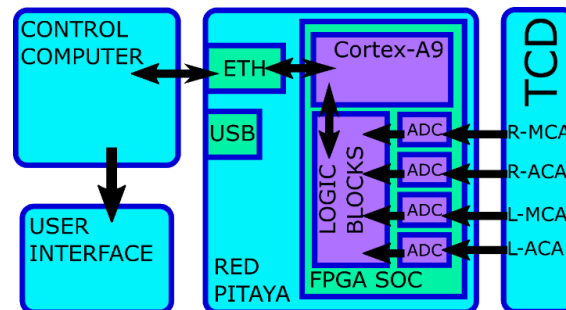 CONTROL
COMPUTER
USER
INTERFACE
ETH
USB
RED
PITAYA
Cortex-A9
LOGIC
BLOCKS
ADC
ADC
ADC
ADC
FPGA SOC
TCD
R-MCA
R-ACA
L-MCA
L-ACA